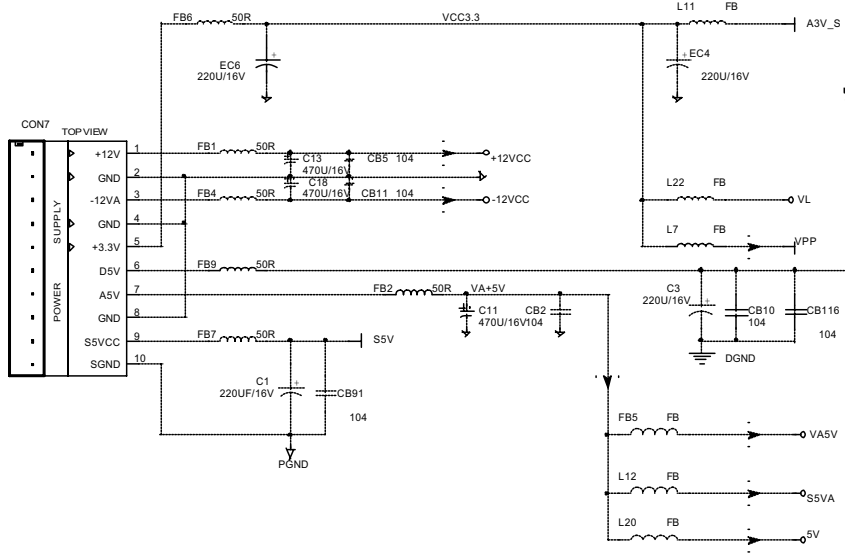 L11 FB
FB6 50R VCC3.3 A3V_S
EC6 220U/16V
EC4 220U/16V
CON7
TOPVIEW
POWER SUPPLY
+12V 1 FB1 50R C13 470U/16V CB5 104 +12VCC
GND 2
-12VA 3 FB4 50R C18 470U/16V CB11 104 -12VCC
GND 4
+3.3V 5
D5V 6 FB9 50R
A5V 7 FB2 50R VA+5V
GND 8
S5VCC 9 FB7 50R S5V
SGND 10
L22 FB VL
L7 FB VPP
C3 220U/16V
CB10 104
CB116 104
DGND
C11 470U/16V
CB2 104
C1 220UF/16V
CB91 104
PGND
FB5 FB VA5V
L12 FB S5VA
L20 FB 5V